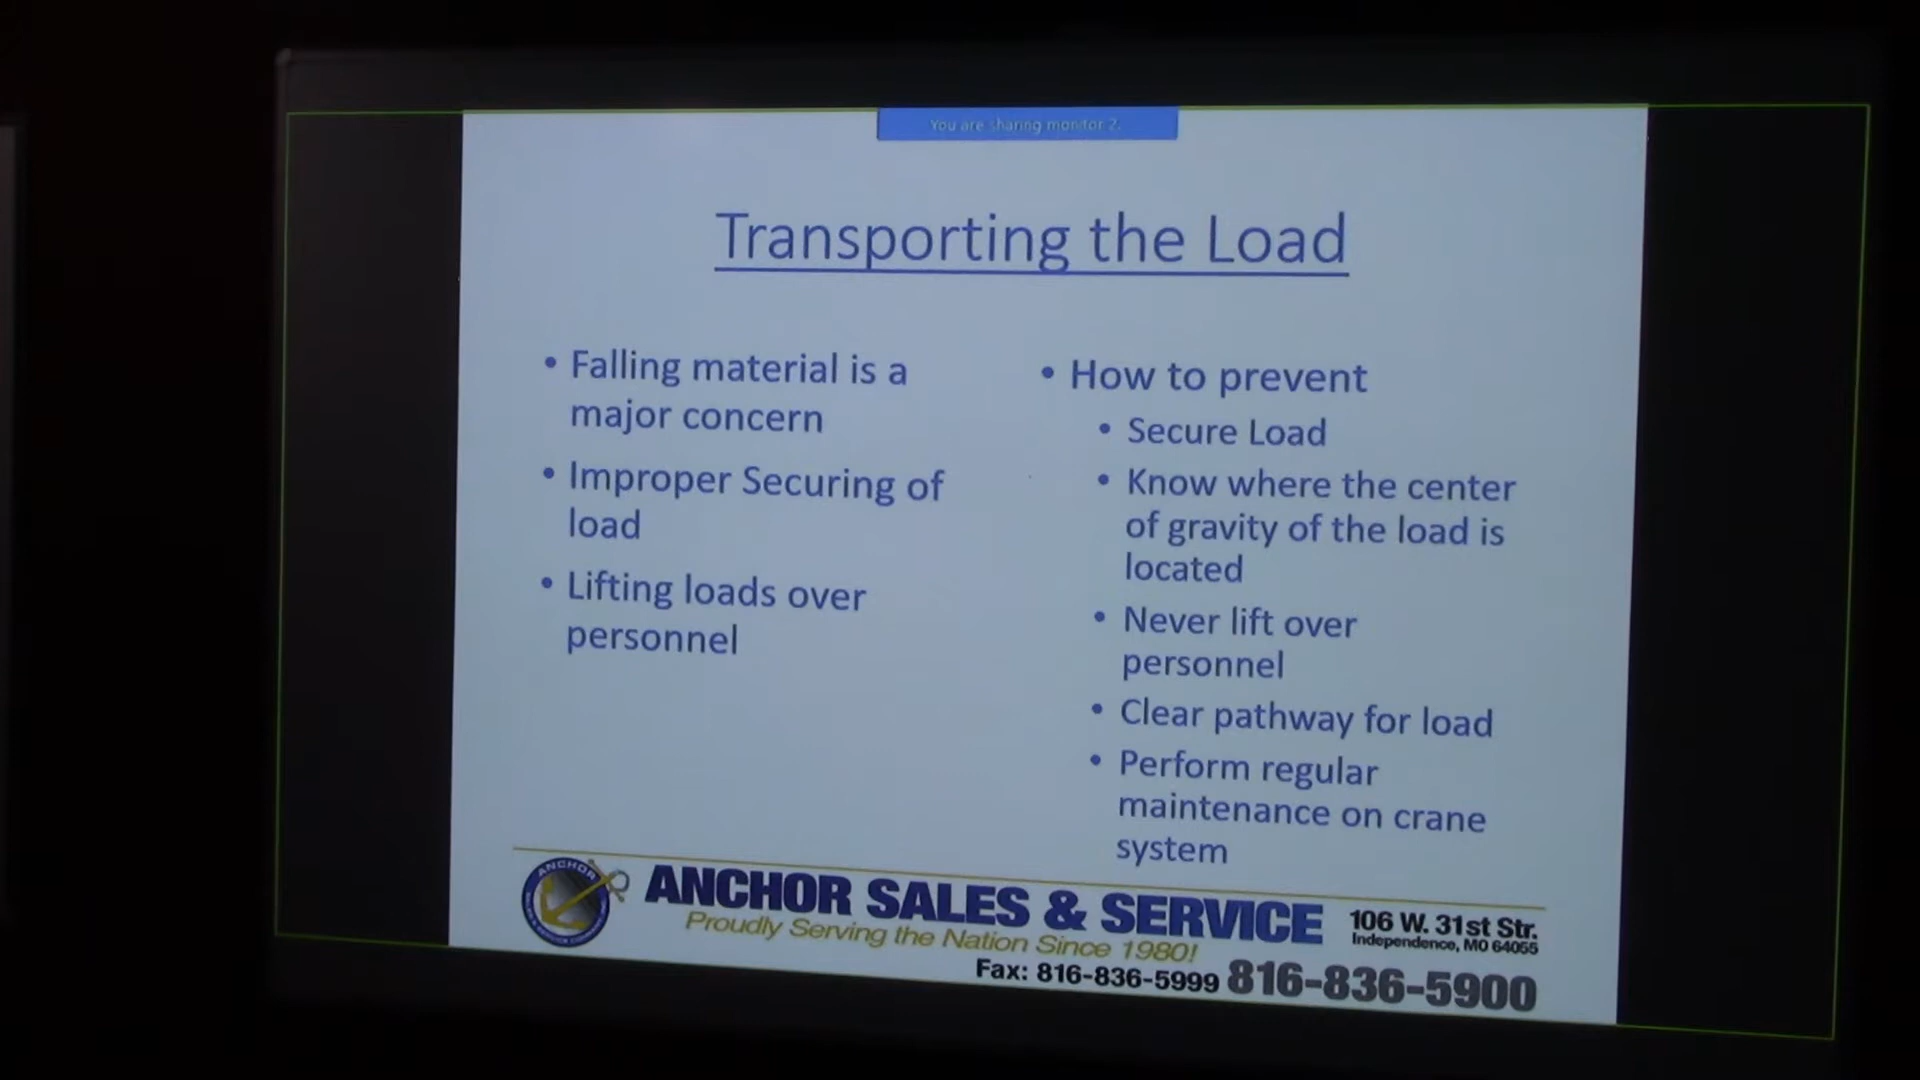 You are sharing monitor 2.
Transporting the Load
• Falling material is a
major concern
• Improper Securing of
load
• Lifting loads over
personnel
• How to prevent
• Secure Load
• Know where the center
of gravity of the load is
located
• Never lift over
personnel
• Clear pathway for load
• Perform regular
maintenance on crane
system
ANCHOR
ANCHOR SALES & SERVICE
Proudly Serving the Nation Since 1980!
106 W. 31st Str.
Independence, MO 64055
Fax: 816-836-5999 816-836-5900